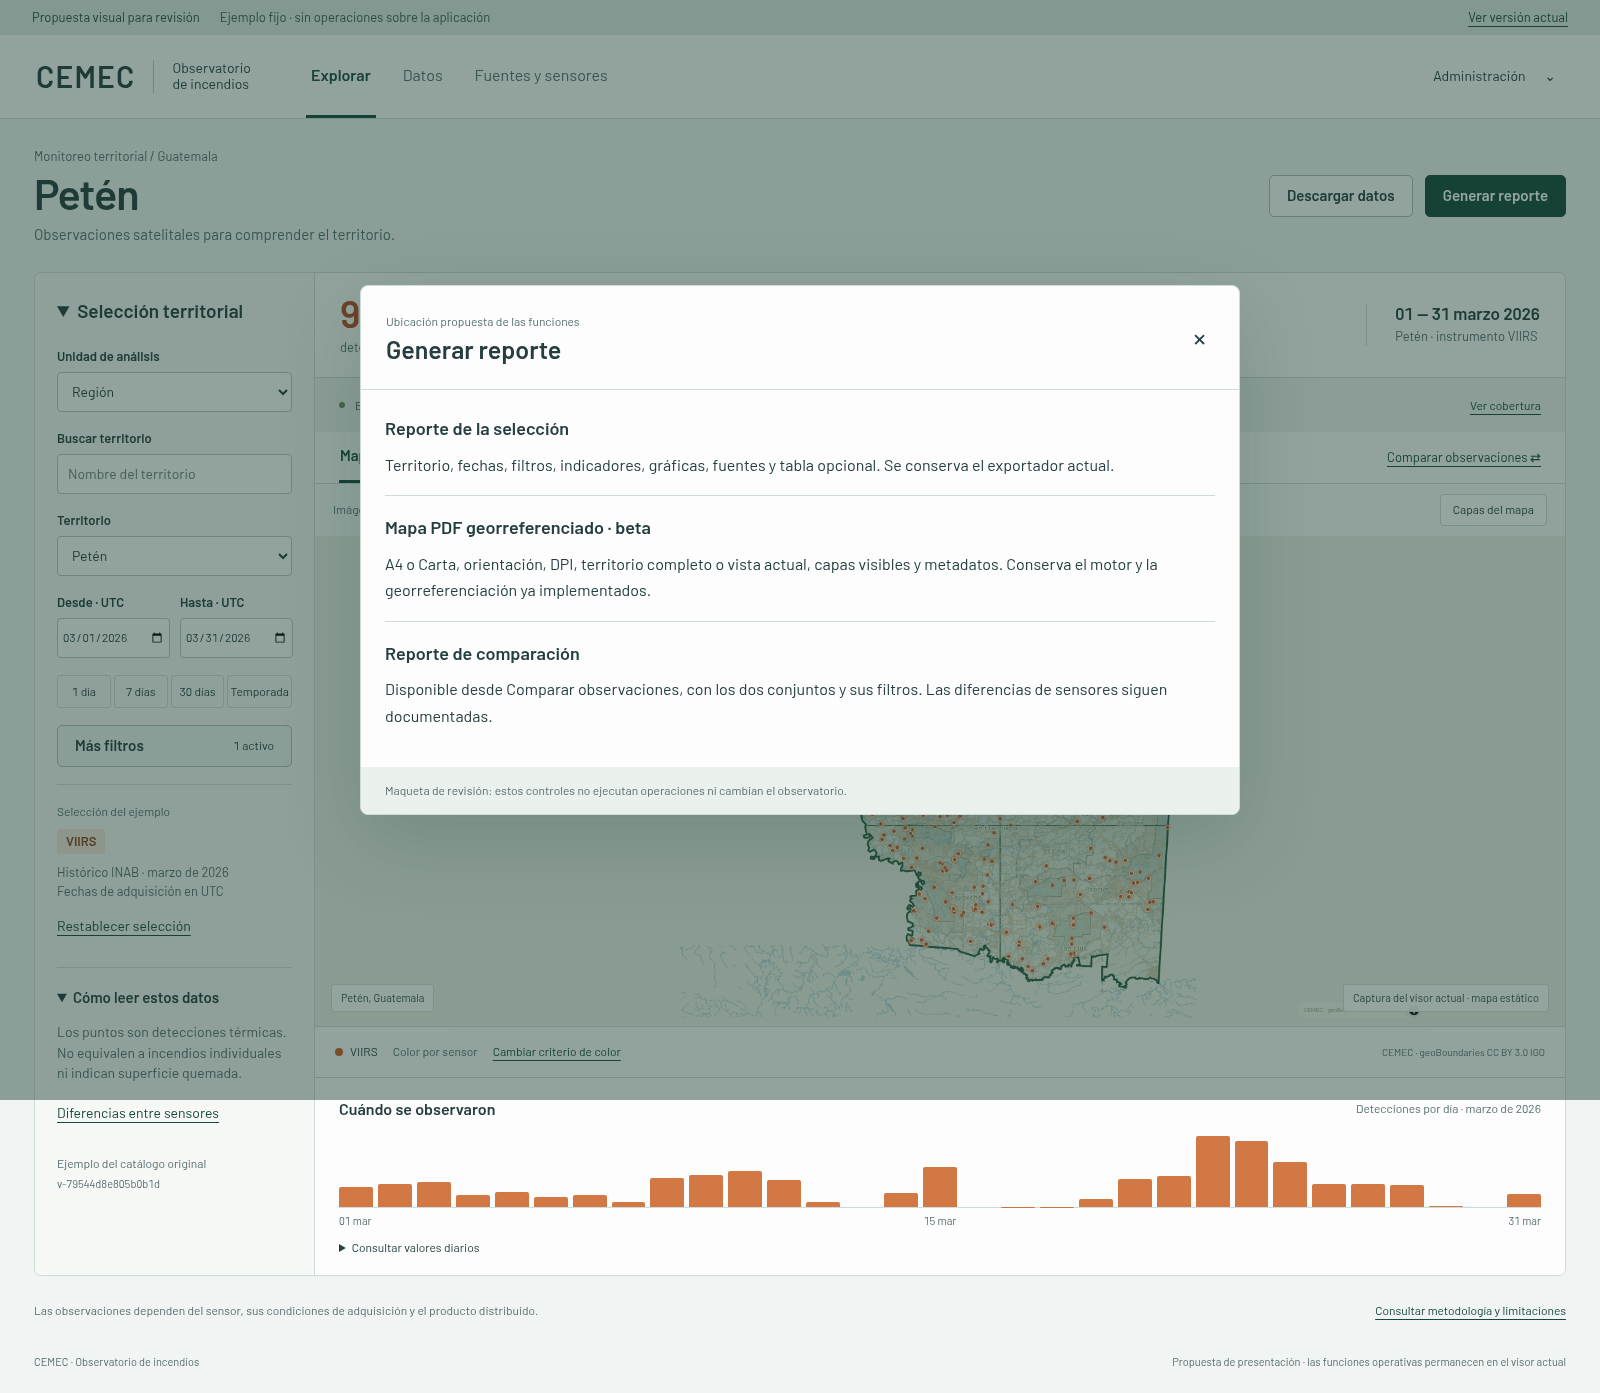 Propuesta visual para revisión
Ejemplo fijo · sin operaciones sobre la aplicación
Ver versión actual
CEMEC
Observatorio
de incendios
Explorar
Datos
Fuentes y sensores
Administración
Monitoreo territorial / Guatemala
Petén
Observaciones satelitales para comprender el territorio.
Descargar datos
Generar reporte
Selección territorial
Unidad de análisis
Región
Buscar territorio
Nombre del territorio
Territorio
Petén
Desde · UTC
Hasta · UTC
03/01/2026
03/31/2026
1 día
7 días
30 días
Temporada
Más filtros
1 activo
Selección del ejemplo
VIIRS
Histórico INAB · marzo de 2026
Fechas de adquisición en UTC
Restablecer selección
Cómo leer estos datos
Los puntos son detecciones térmicas.
No equivalen a incendios individuales
ni indican superficie quemada.
Diferencias entre sensores
Ejemplo del catálogo original
v-79544d8e805b0b1d
9
01 — 31 marzo 2026
Petén · instrumento VIIRS
Ver cobertura
Comparar observaciones ⇄
Capas del mapa
Ubicación propuesta de las funciones
Generar reporte
×
Reporte de la selección
Territorio, fechas, filtros, indicadores, gráficas, fuentes y tabla opcional. Se conserva el exportador actual.
Mapa PDF georreferenciado · beta
A4 o Carta, orientación, DPI, territorio completo o vista actual, capas visibles y metadatos. Conserva el motor y la
georreferenciación ya implementados.
Reporte de comparación
Disponible desde Comparar observaciones, con los dos conjuntos y sus filtros. Las diferencias de sensores siguen
documentadas.
Maqueta de revisión: estos controles no ejecutan operaciones ni cambian el observatorio.
Petén, Guatemala
Captura del visor actual · mapa estático
VIIRS
Color por sensor
Cambiar criterio de color
CEMEC · geoBoundaries CC BY 3.0 IGO
Cuándo se observaron
Detecciones por día · marzo de 2026
01 mar
15 mar
31 mar
Consultar valores diarios
Las observaciones dependen del sensor, sus condiciones de adquisición y el producto distribuido.
Consultar metodología y limitaciones
CEMEC · Observatorio de incendios
Propuesta de presentación · las funciones operativas permanecen en el visor actual